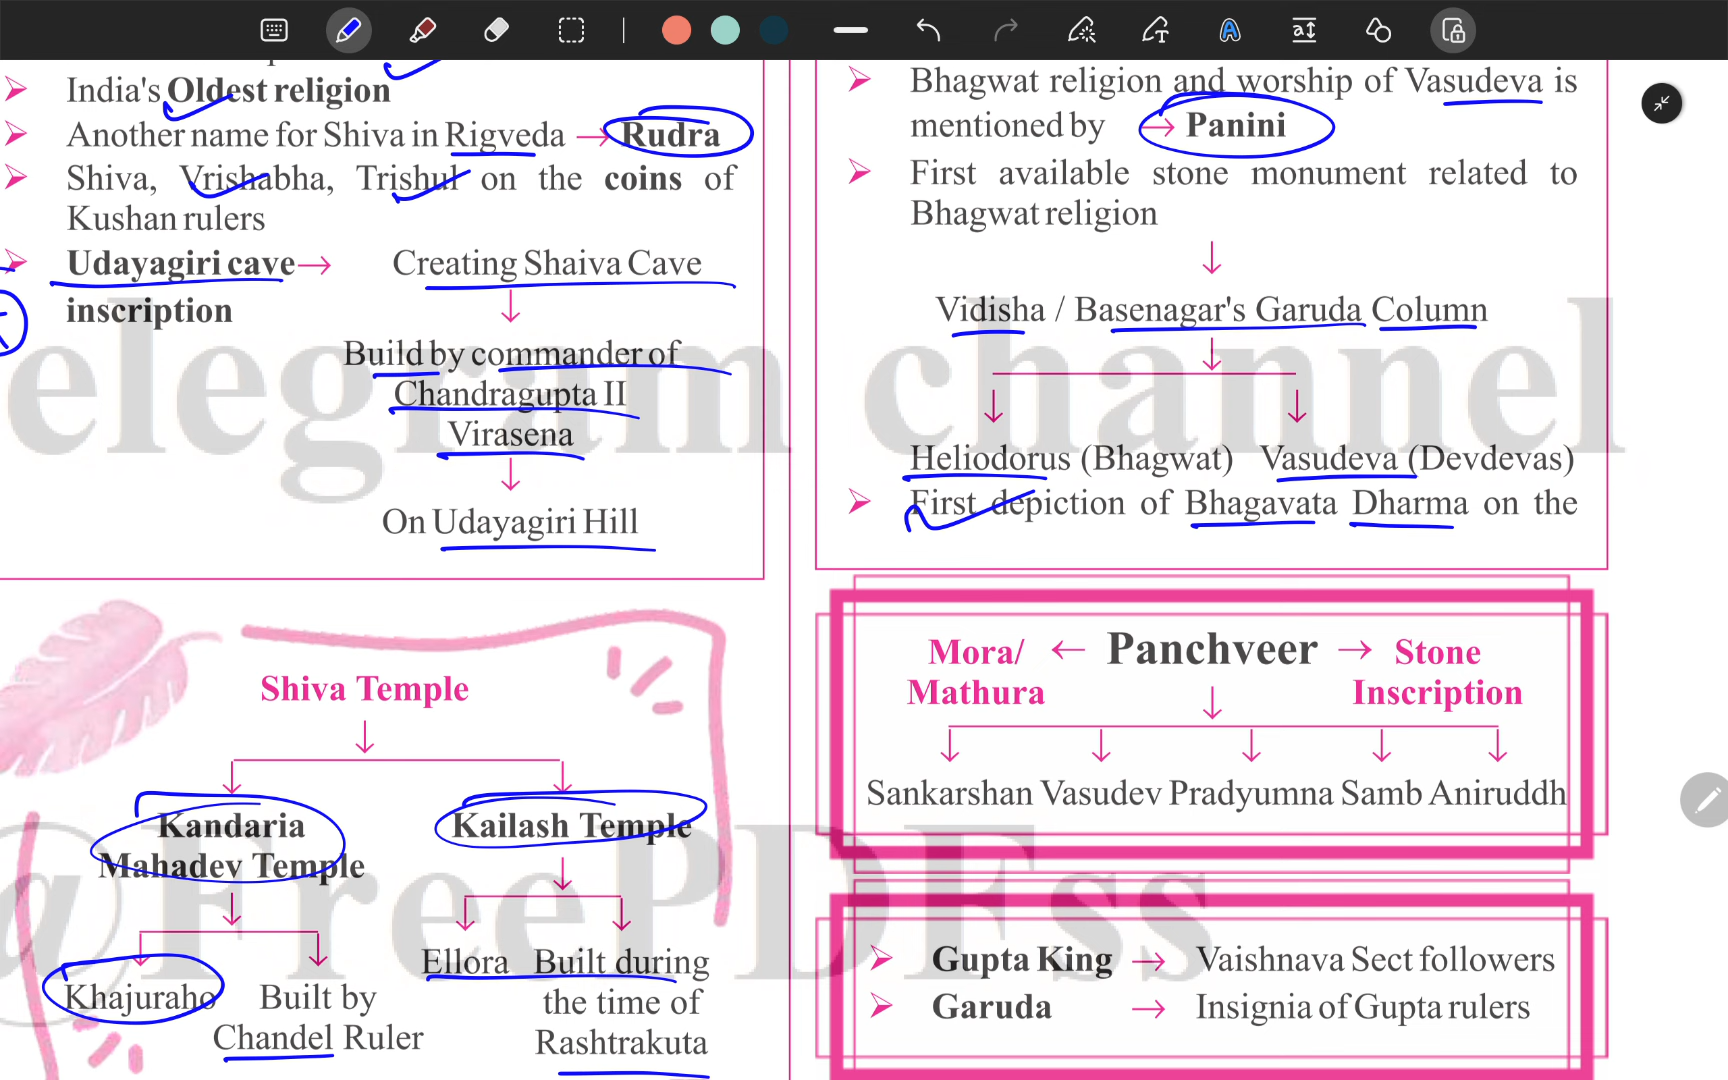 India's Oldest religion
Another name for Shiva in Rigveda → Rudra
Shiva, Vrishabha, Trishul on the coins of
Kushan rulers
Udayagiri cave → Creating Shaiva Cave
inscription
Build by commander of
Chandragupta II
Virasena
On Udayagiri Hill
Shiva Temple
Kandaria
Mahadev Temple
Kailash Temple
Khajuraho
Built by
Chandel Ruler
Ellora
Built during
the time of
Rashtrakuta
Bhagwat religion and worship of Vasudeva is
mentioned by → Panini
First available stone monument related to
Bhagwat religion
Vidisha / Basenagar's Garuda Column
Heliodorus (Bhagwat) Vasudeva (Devdevas)
First depiction of Bhagavata Dharma on the
Mora/
Mathura
← Panchveer →
Stone
Inscription
Sankarshan Vasudev Pradyumna Samb Aniruddh
Gupta King → Vaishnava Sect followers
Garuda → Insignia of Gupta rulers
elegram channel
@FreePDFss